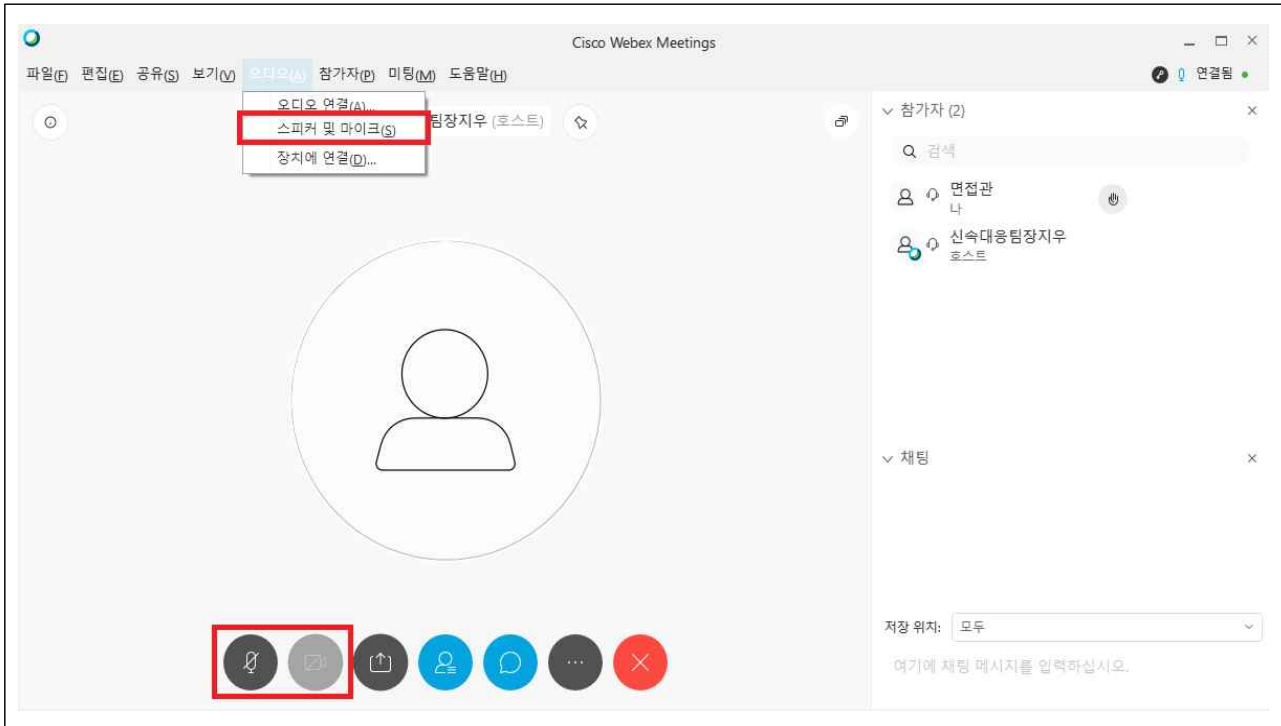 Cisco Webex Meetings
파일(F) 편집(E) 공유(S) 보기(V) 오디오(A) 참가자(P) 미팅(M) 도움말(H)
연결됨
오디오 연결(A)...
스피커 및 마이크(S)
장치에 연결(D)...
팀장지우 (호스트)
참가자 (2)
검색
면접관
나
신속대응팀장지우
호스트
채팅
저장 위치: 모두
여기에 채팅 메시지를 입력하십시오.